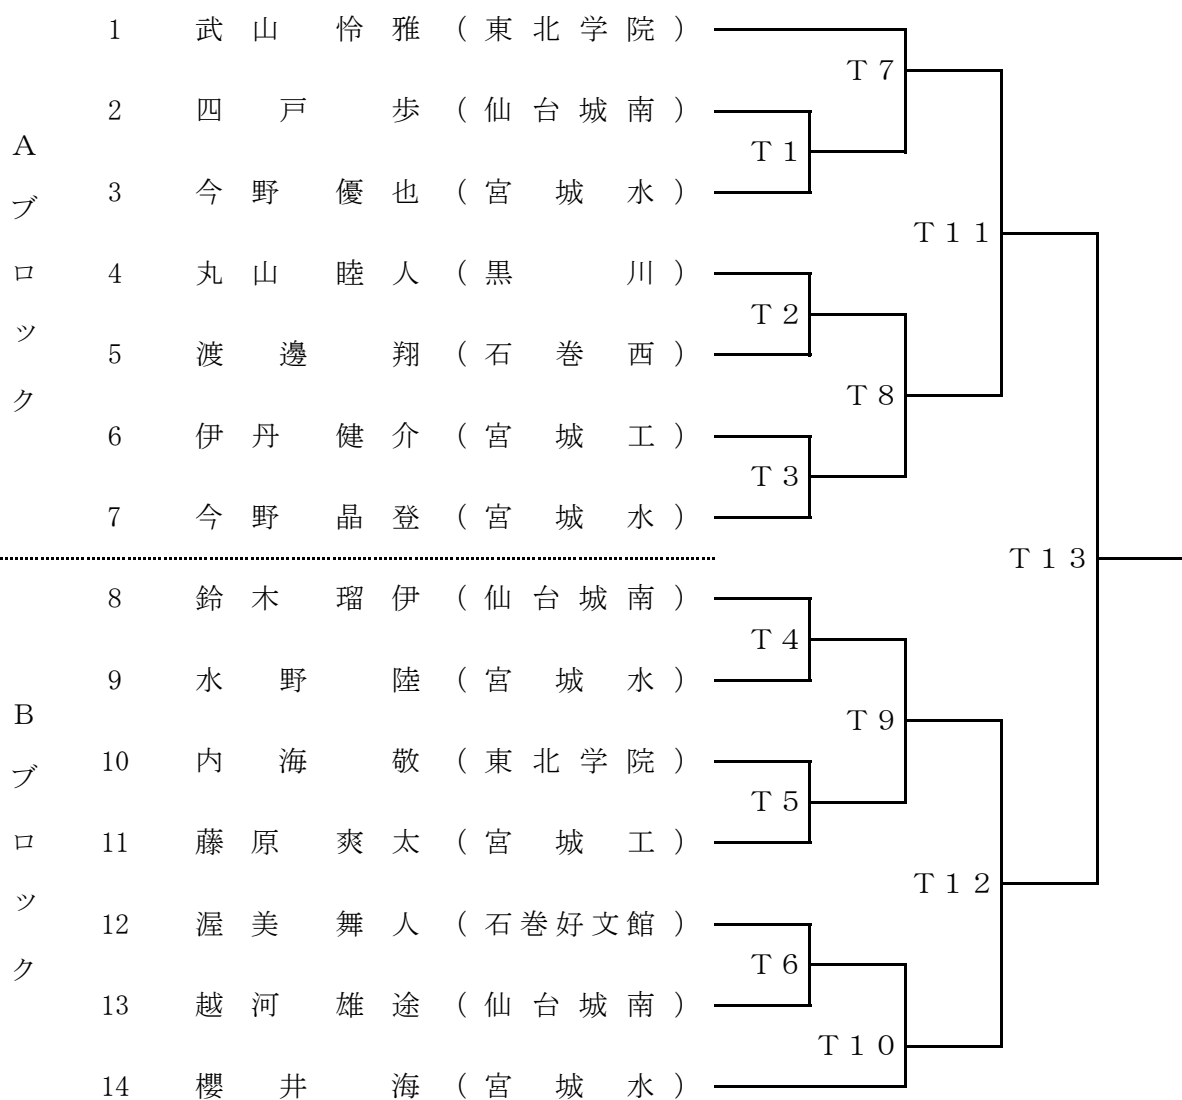 1 武山 怜雅 (東北学院)
T7
2 四戸 歩 (仙台城南)
Aブロック
T1
3 今野 優也 (宮城水)
T11
4 丸山 睦人 (黒川)
T2
5 渡邊 翔 (石巻西)
T8
6 伊丹 健介 (宮城工)
T3
7 今野 晶登 (宮城水)
T13
8 鈴木 瑠伊 (仙台城南)
T4
9 水野 陸 (宮城水)
Bブロック
T9
10 内海 敬 (東北学院)
T5
11 藤原 爽太 (宮城工)
T12
12 渥美 舞人 (石巻好文館)
T6
13 越河 雄途 (仙台城南)
T10
14 櫻井 海 (宮城水)